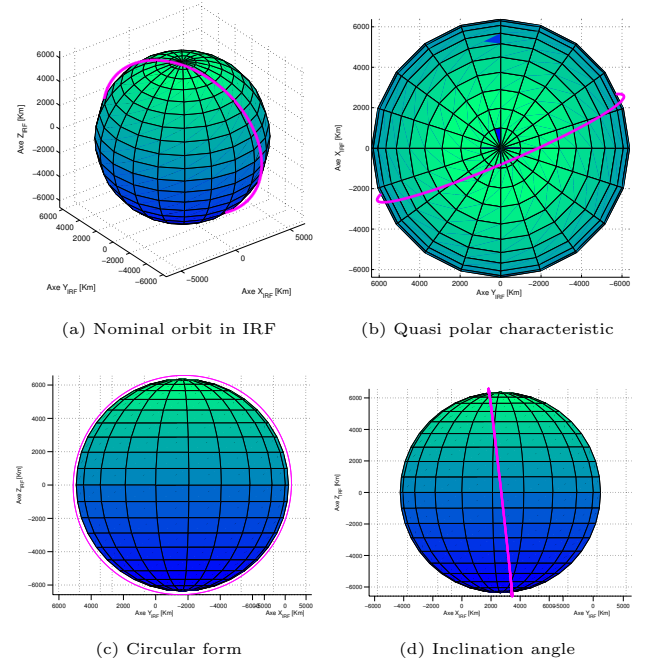 6000
4000
2000
0
−2000
−4000
−6000
Axe Z_IRF [Km]
6000
4000
2000
0
−2000
−4000
−6000
Axe Y_IRF [Km]
−5000
0
5000
Axe X_IRF [Km]
(a) Nominal orbit in IRF
6000
4000
2000
0
−2000
−4000
−6000
Axe X_IRF [Km]
6000 4000 2000 0 −2000 −4000 −6000
Axe Y_IRF [Km]
(b) Quasi polar characteristic
6000
4000
2000
0
−2000
−4000
−6000
Axe Z_IRF [Km]
6000 4000 2000 0 −2000 −4000 −5000 0 5000
Axe Y_IRF [Km] Axe X_IRF [Km]
(c) Circular form
6000
4000
2000
0
−2000
−4000
−6000
Axe Z_IRF [Km]
−6000 −4000 −2000 0 2000 4000 6000 −5000 0 5000
Axe Y_IRF [Km] Axe X_IRF [Km]
(d) Inclination angle